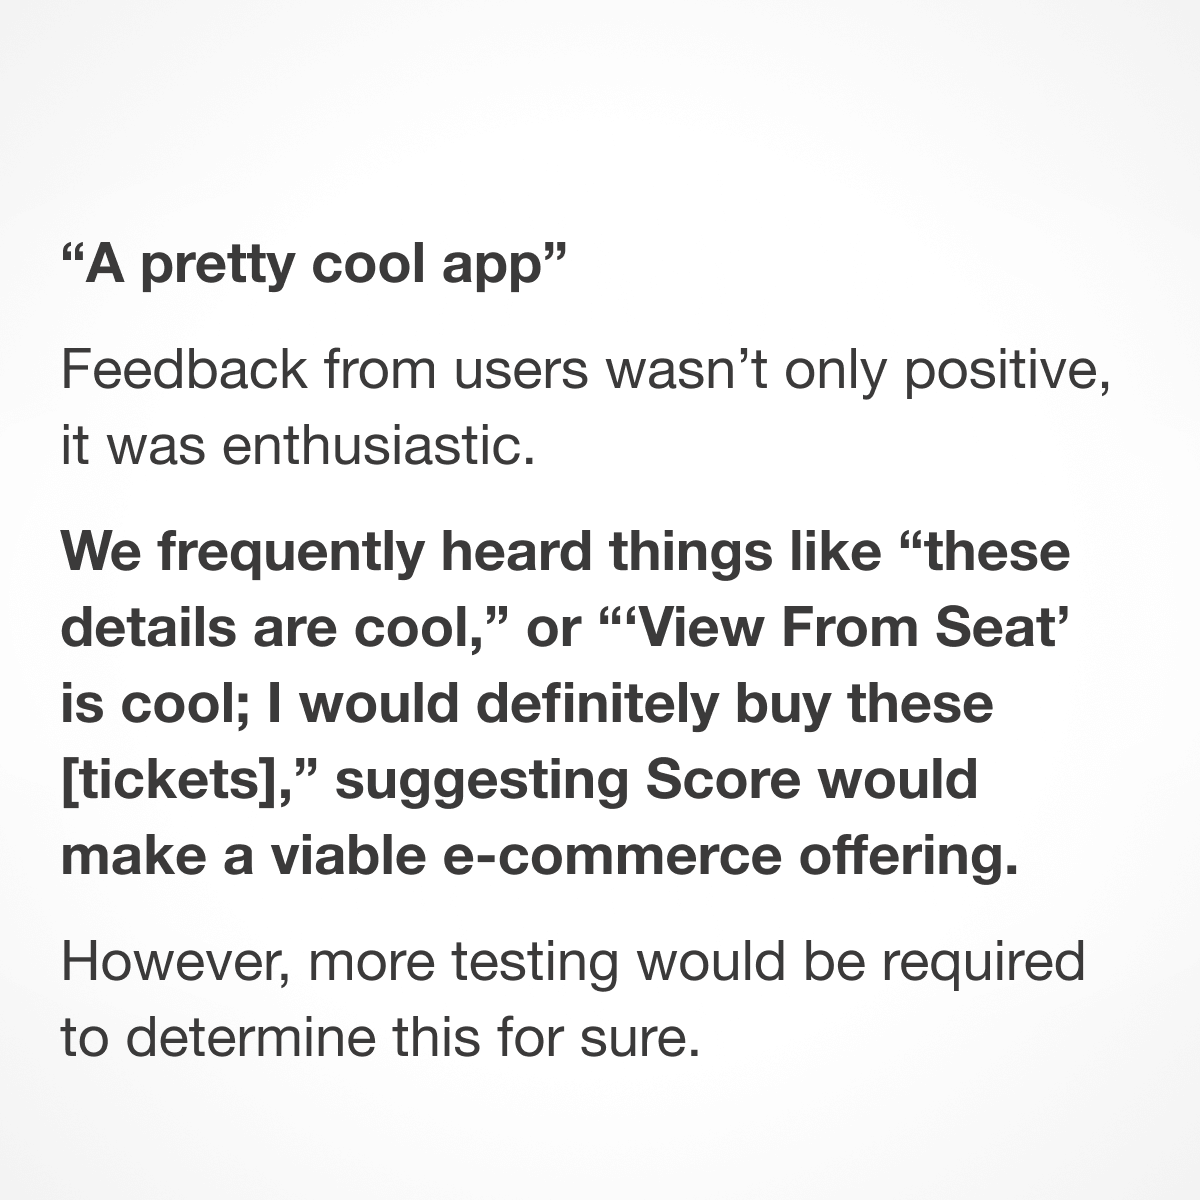 “A pretty cool app”
Feedback from users wasn’t only positive,
it was enthusiastic.
We frequently heard things like “these
details are cool,” or “‘View From Seat’
is cool; I would definitely buy these
[tickets],” suggesting Score would
make a viable e-commerce offering.
However, more testing would be required
to determine this for sure.